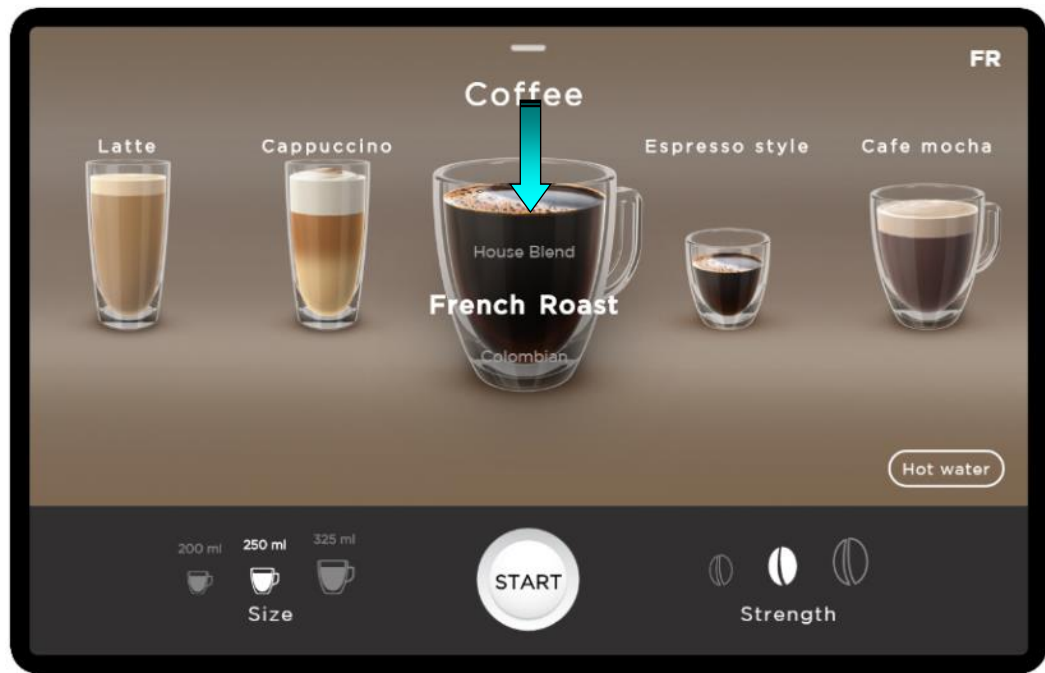 FR
Coffee
Latte
Cappuccino
Espresso style
Cafe mocha
House Blend
French Roast
Colombian
Hot water
200 ml
250 ml
325 ml
Size
START
Strength